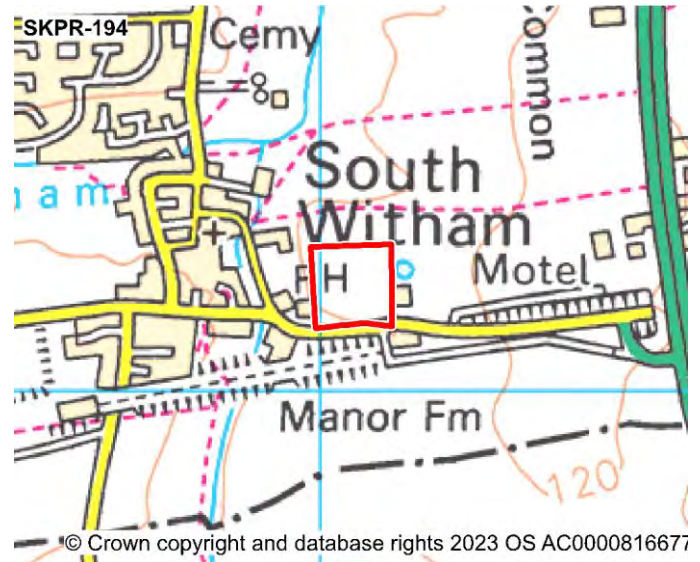 SKPR-194
Cemy
Common
South
Witham
am
PH
Motel
Manor Fm
120
© Crown copyright and database rights 2023 OS AC0000816677